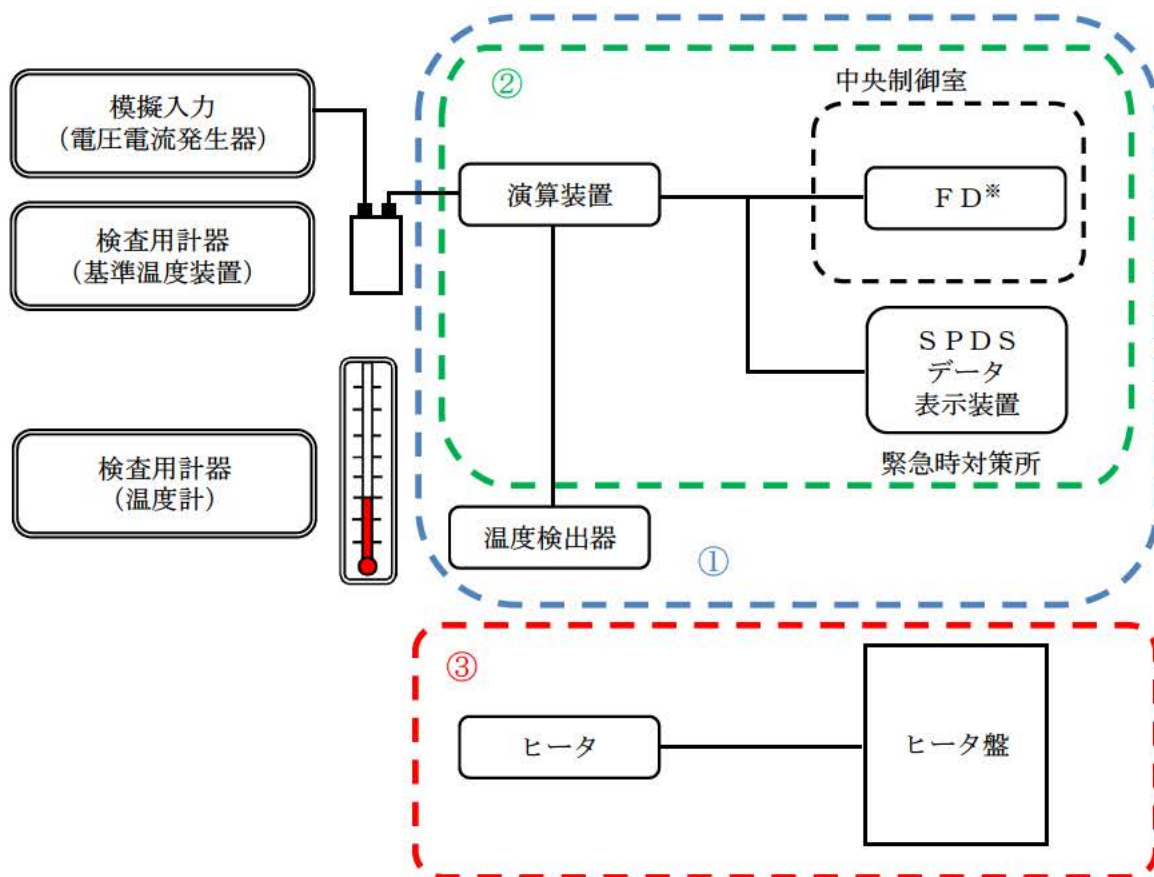 模擬入力
(電圧電流発生器)
検査用計器
(基準温度装置)
検査用計器
(温度計)
②
中央制御室
演算装置
ＦＤ※
ＳＰＤＳ
データ
表示装置
緊急時対策所
温度検出器
①
③
ヒータ
ヒータ盤